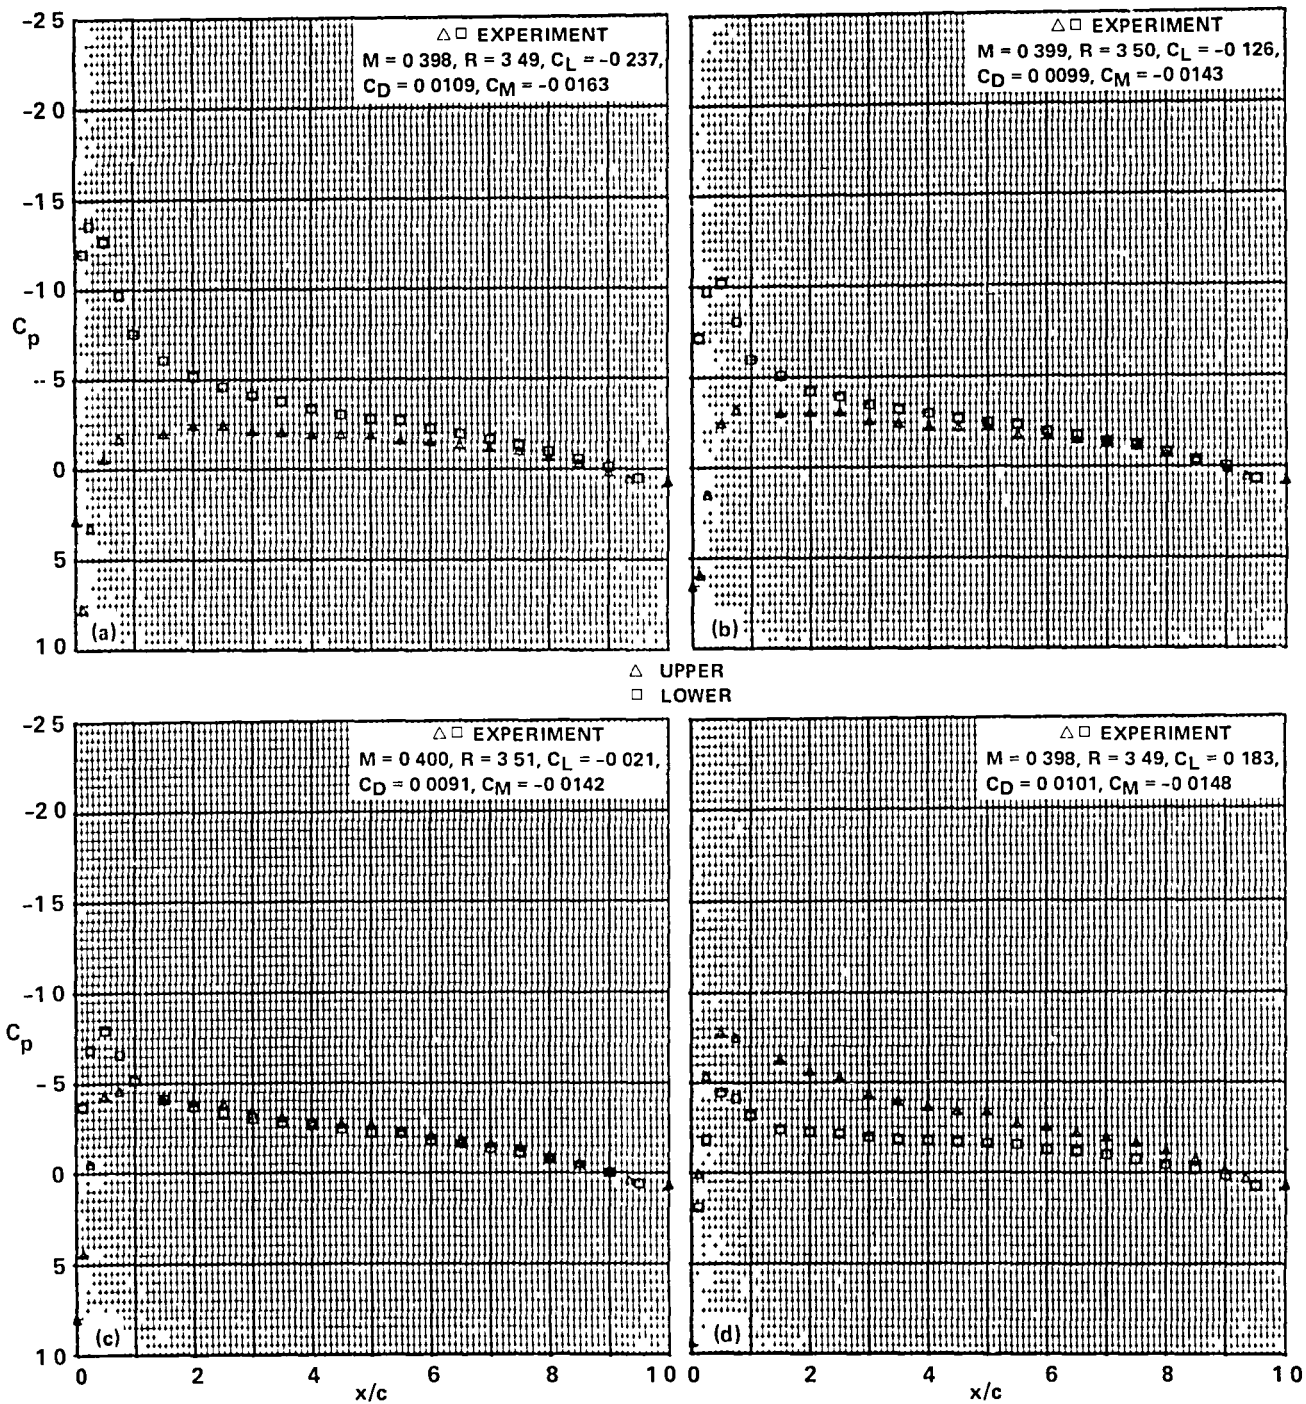 △ □ EXPERIMENT
M = 0 398, R = 3 49, CL = -0 237,
CD = 0 0109, CM = -0 0163
-2 5
-2 0
-1 5
-1 0
Cp
- 5
0
5
1 0
(a)
△ □ EXPERIMENT
M = 0 399, R = 3 50, CL = -0 126,
CD = 0 0099, CM = -0 0143
(b)
△ UPPER
□ LOWER
△ □ EXPERIMENT
M = 0 400, R = 3 51, CL = -0 021,
CD = 0 0091, CM = -0 0142
-2 5
-2 0
-1 5
-1 0
Cp
- 5
0
5
1 0
(c)
0 2 4 6 8 1 0
x/c
△ □ EXPERIMENT
M = 0 398, R = 3 49, CL = 0 183,
CD = 0 0101, CM = -0 0148
(d)
0 2 4 6 8 1 0
x/c